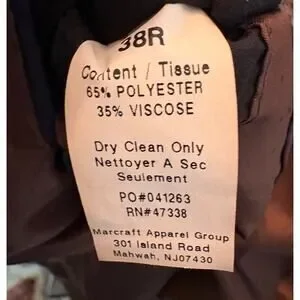 38R
Content / Tissue
65% POLYESTER
35% VISCOSE
Dry Clean Only
Nettoyer A Sec
Seulement
PO#041263
RN#47338
Marcraft Apparel Group
301 Island Road
Mahwah, NJ07430